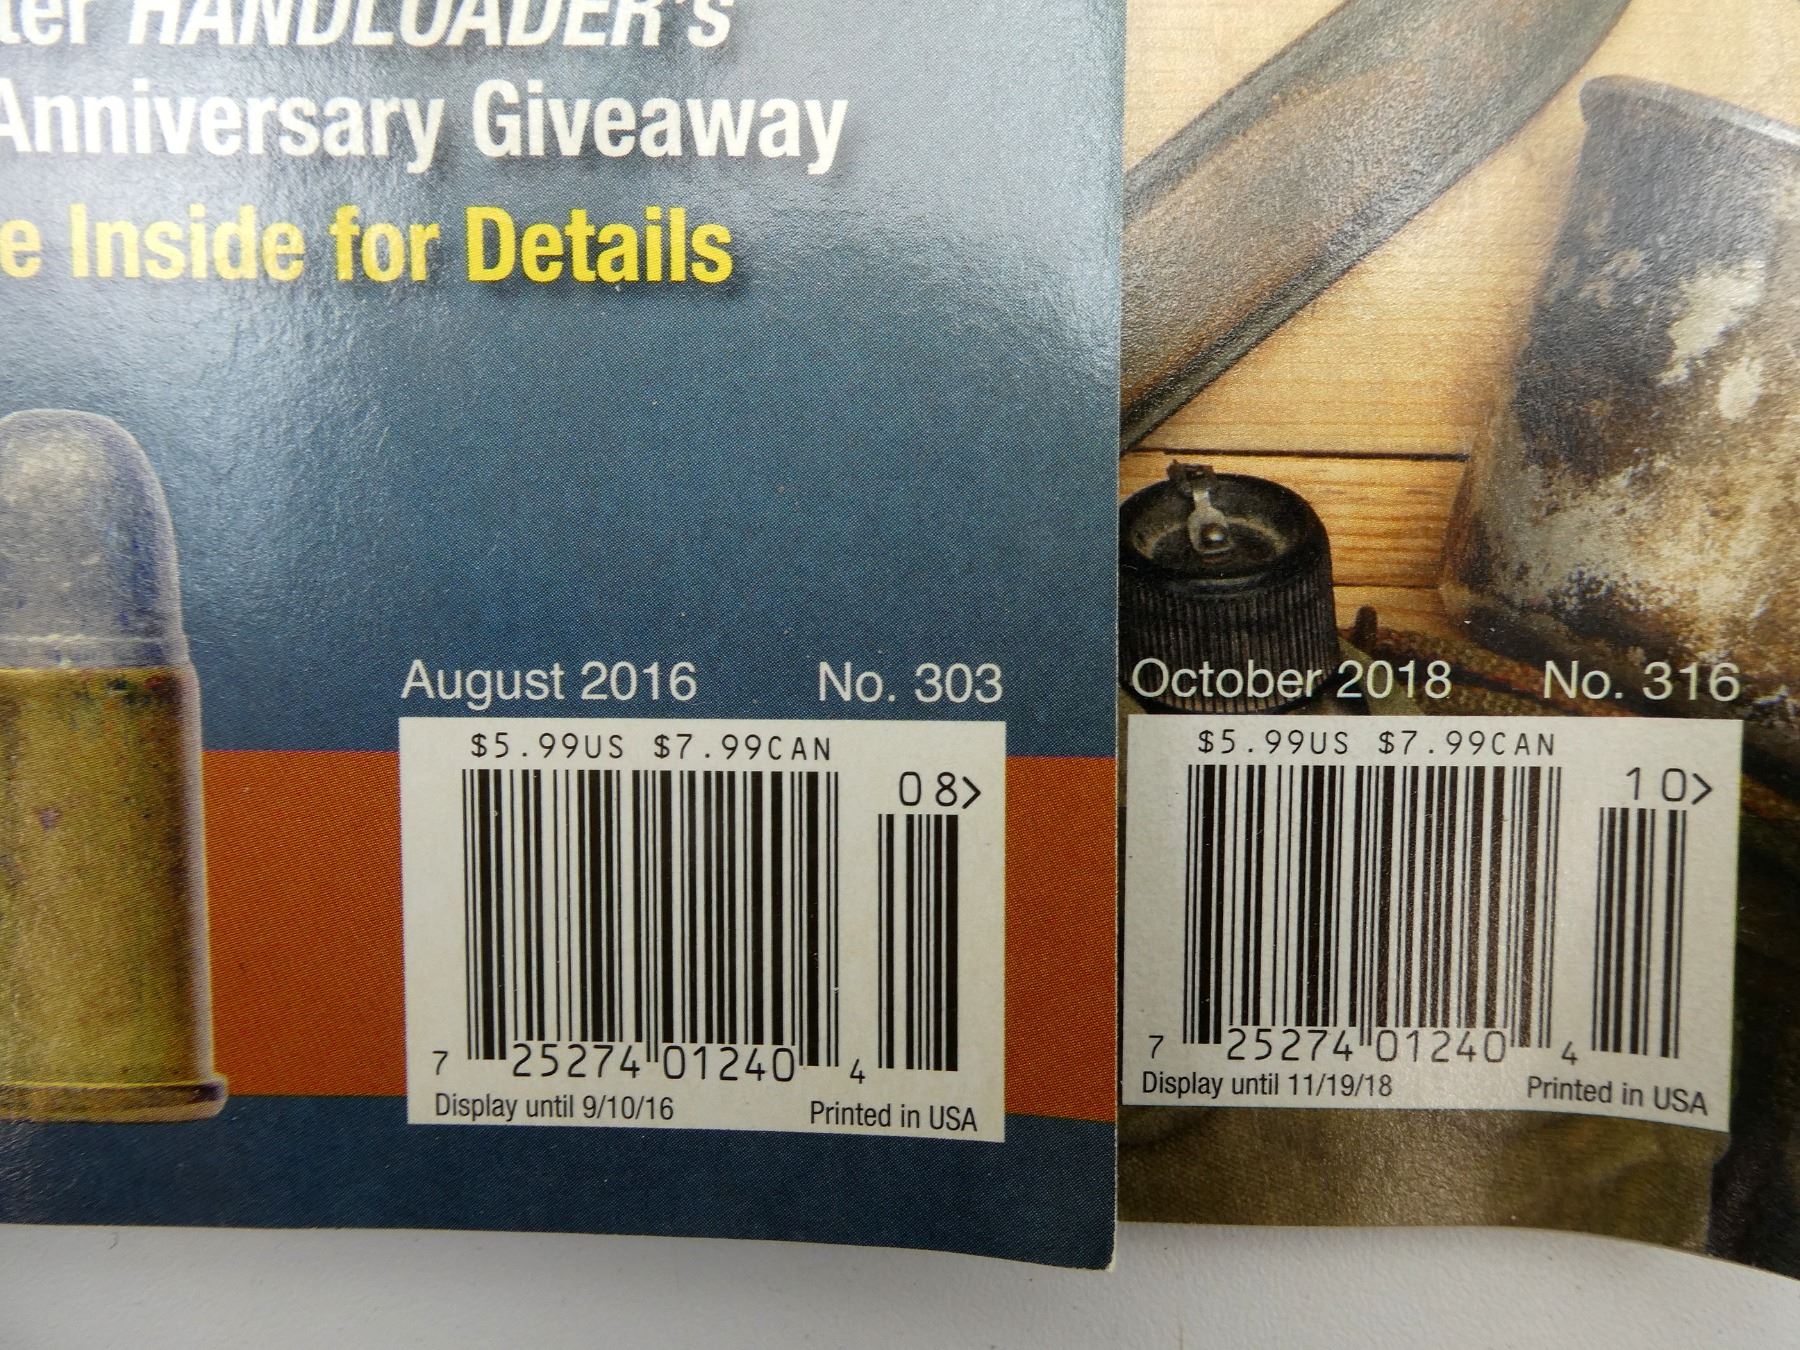 HANDLOADER's
Anniversary Giveaway
Inside for Details
August 2016 No. 303
$5.99US $7.99CAN
08>
7 25274 01240 4
Display until 9/10/16 Printed in USA
October 2018 No. 316
$5.99US $7.99CAN
10>
7 25274 01240 4
Display until 11/19/18 Printed in USA